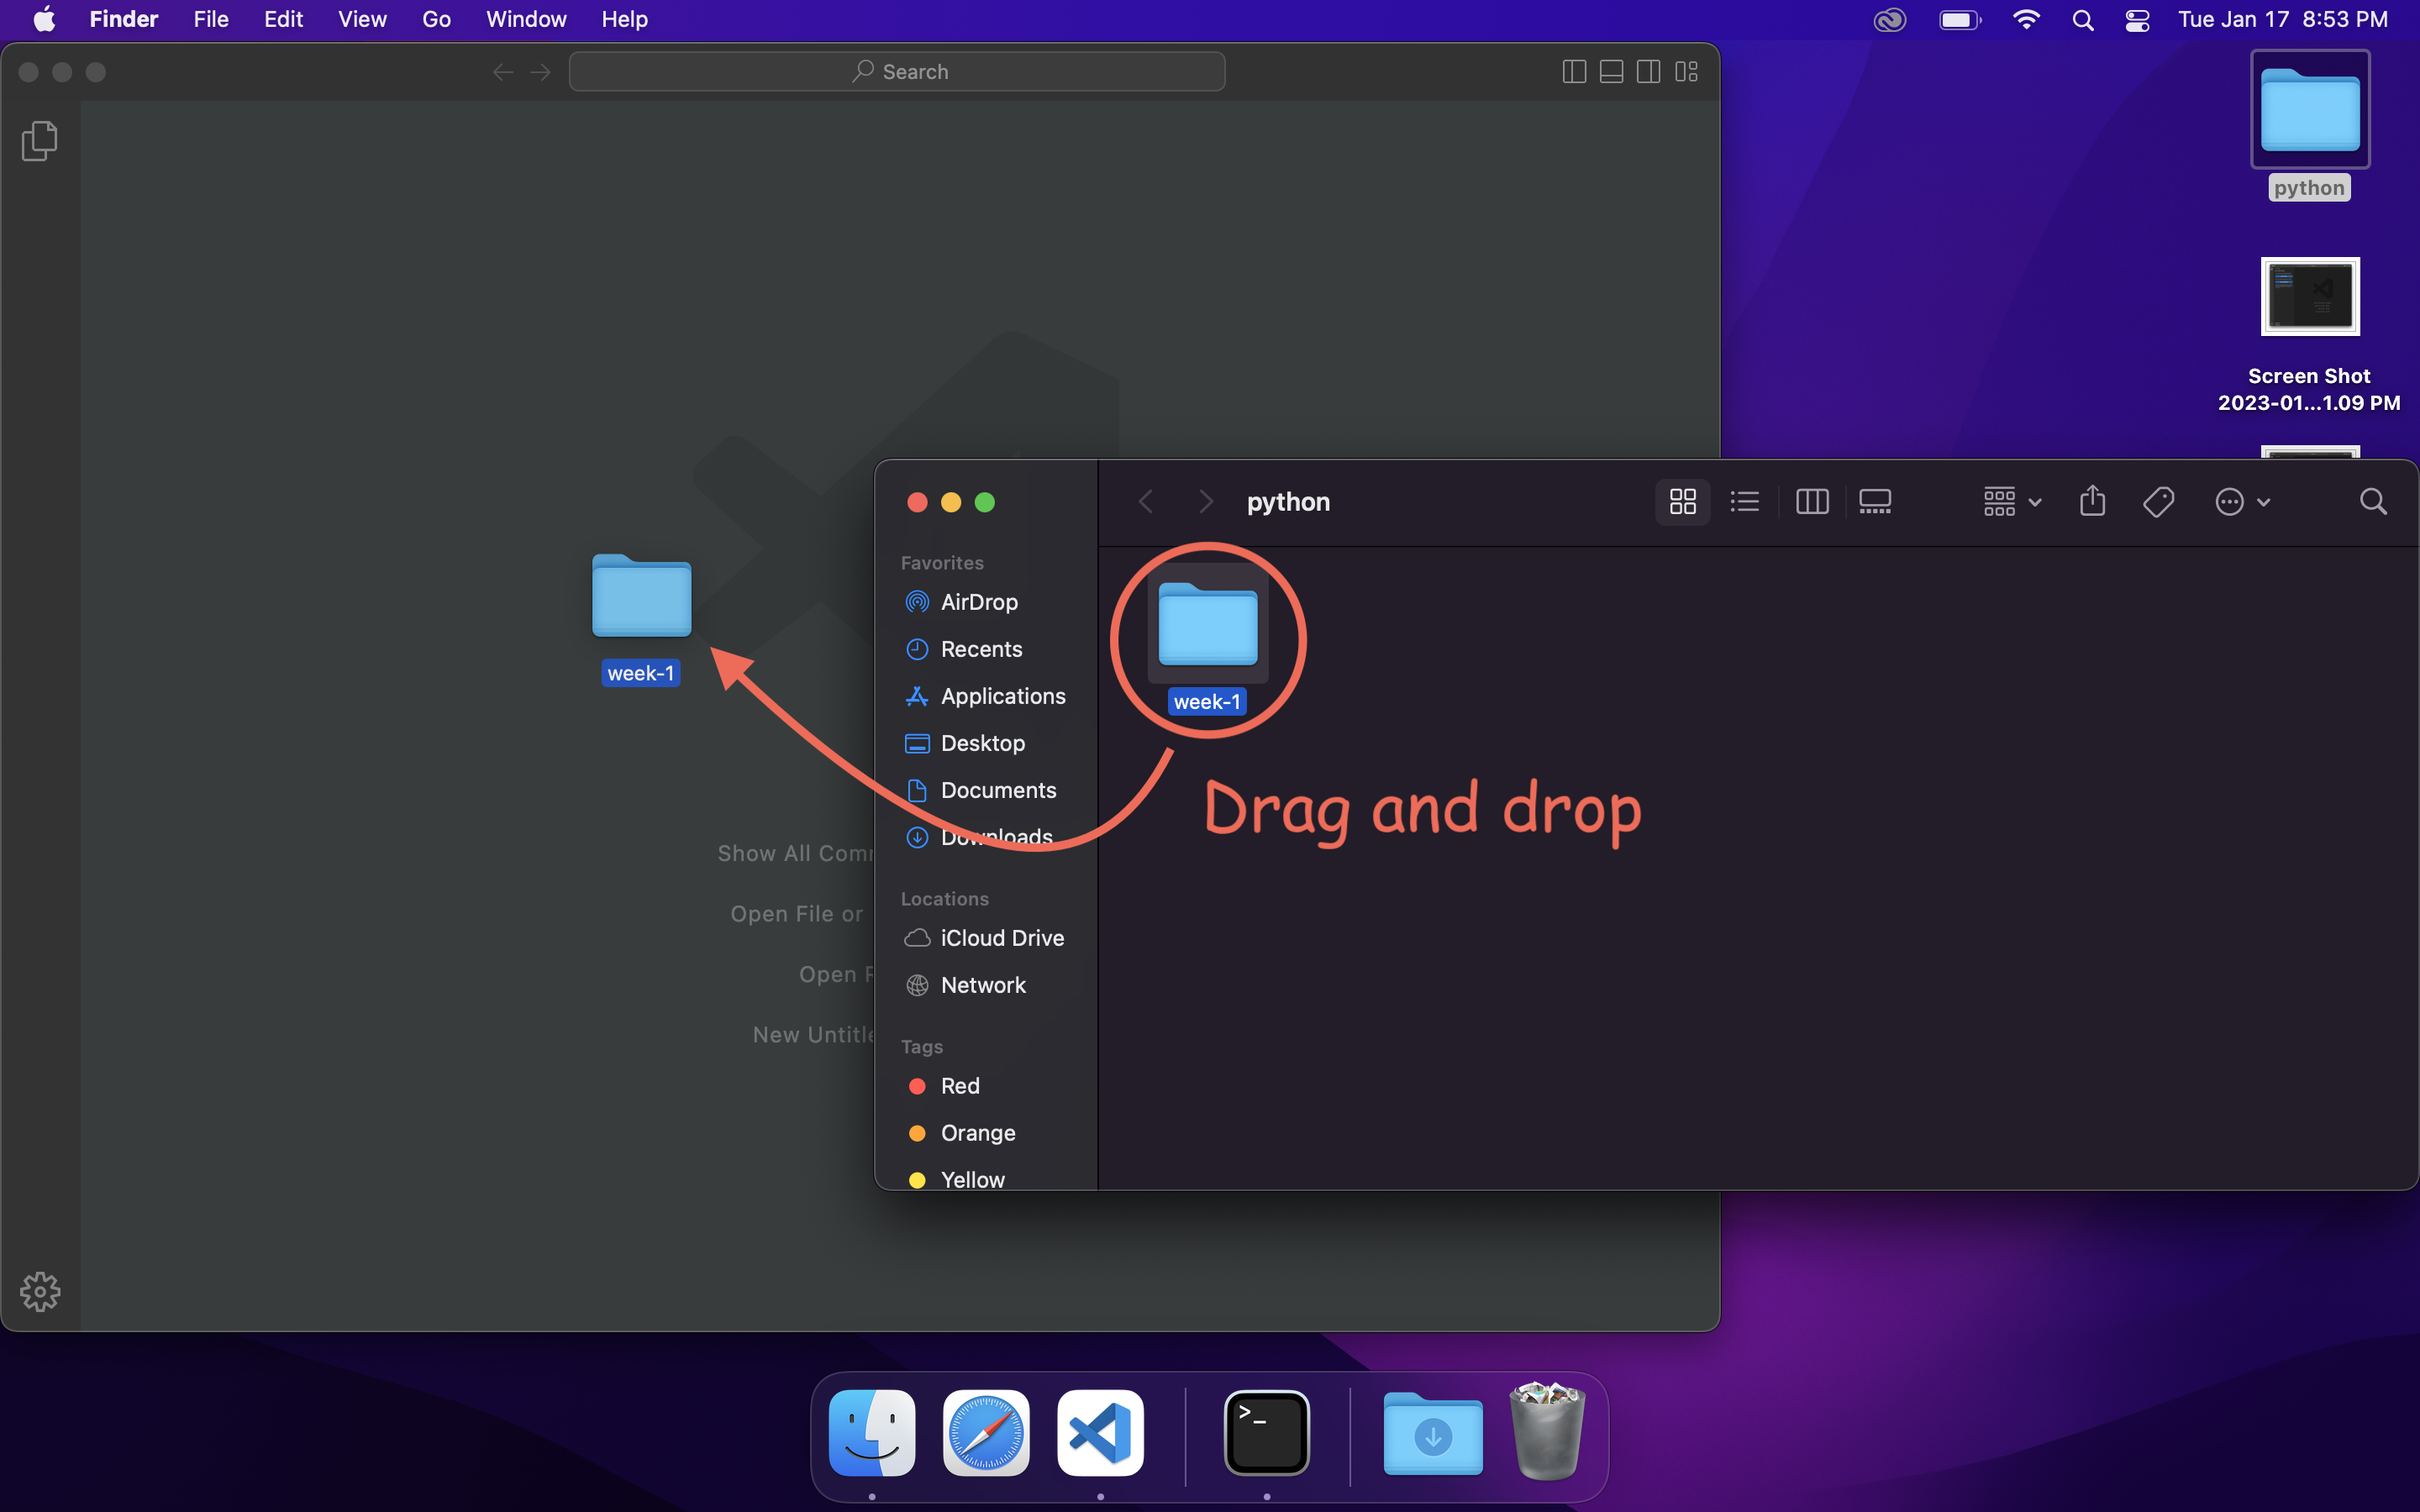 Finder File Edit View Go Window Help Tue Jan 17 8:53 PM
Search
python
Screen Shot
2023-01...1.09 PM
week-1
Show All
Open File or
Open
New
python
Favorites
AirDrop
Recents
Applications
Desktop
Documents
Downloads
Locations
iCloud Drive
Network
Tags
Red
Orange
Yellow
week-1
Drag and drop
>_